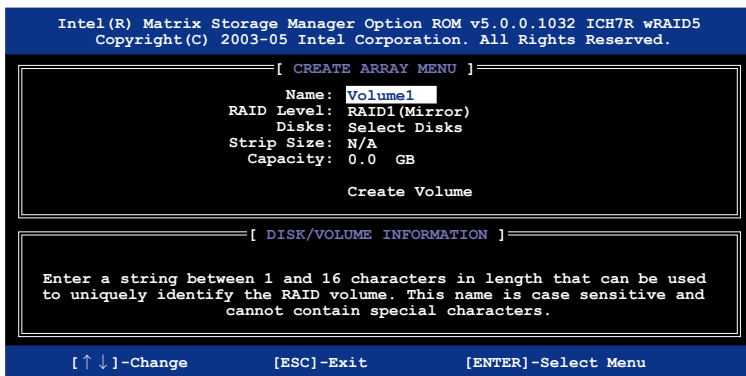 Intel(R) Matrix Storage Manager Option ROM v5.0.0.1032 ICH7R wRAID5
Copyright(C) 2003-05 Intel Corporation. All Rights Reserved.
[ CREATE ARRAY MENU ]
Name: Volume1
RAID Level: RAID1(Mirror)
Disks: Select Disks
Strip Size: N/A
Capacity: 0.0 GB
Create Volume
[ DISK/VOLUME INFORMATION ]
Enter a string between 1 and 16 characters in length that can be used
to uniquely identify the RAID volume. This name is case sensitive and
cannot contain special characters.
[↑↓]-Change [ESC]-Exit [ENTER]-Select Menu